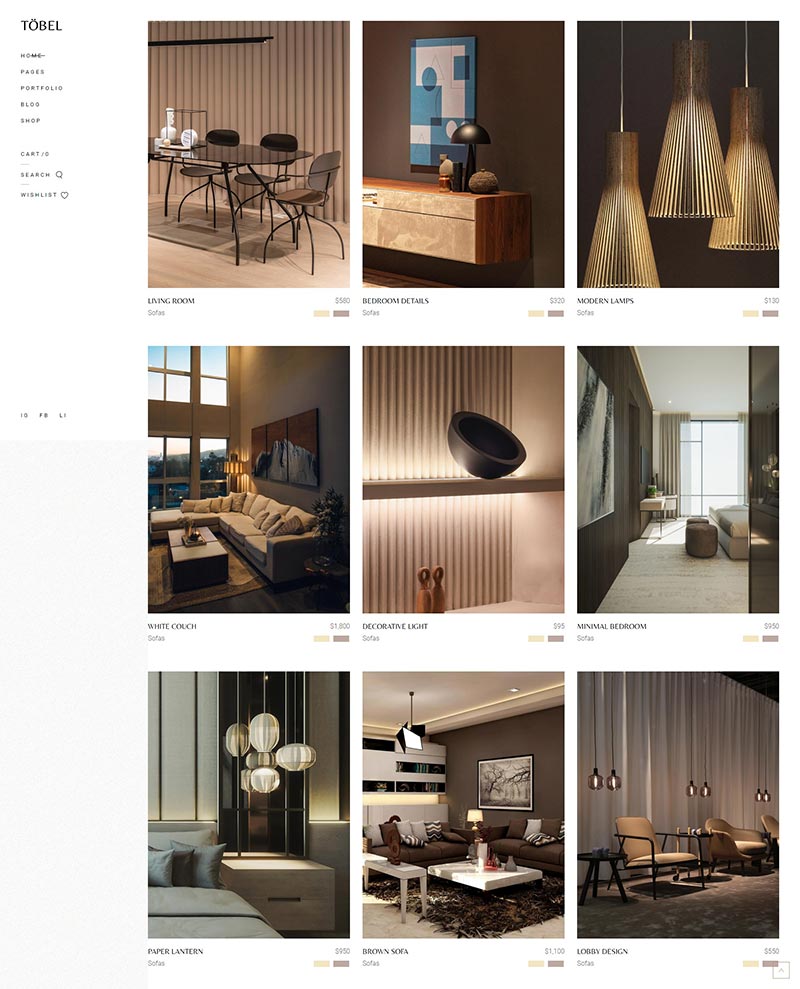 TÖBEL
HOME
PAGES
PORTFOLIO
BLOG
SHOP
CART/0
SEARCH
WISHLIST
IG FB LI
LIVING ROOM $580
Sofas
BEDROOM DETAILS $320
Sofas
MODERN LAMPS $130
Sofas
WHITE COUCH $1,800
Sofas
DECORATIVE LIGHT $95
Sofas
MINIMAL BEDROOM $950
Sofas
PAPER LANTERN $950
Sofas
BROWN SOFA $1,100
Sofas
LOBBY DESIGN $550
Sofas